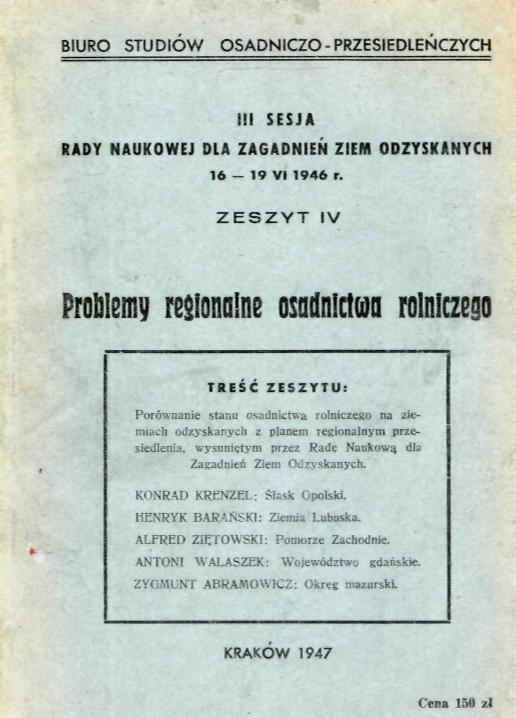 BIURO STUDIÓW OSADNICZO-PRZESIEDLEŃCZYCH
III SESJA
RADY NAUKOWEJ DLA ZAGADNIEŃ ZIEM ODZYSKANYCH
16 — 19 VI 1946 r.
ZESZYT IV
Problemy regionalne osadnictwa rolniczego
TREŚĆ ZESZYTU:
Porównanie stanu osadnictwa rolniczego na zie-
miach odzyskanych z planem regionalnym prze-
siedlenia, wysuniętym przez Radę Naukową dla
Zagadnień Ziem Odzyskanych.
KONRAD KRENZEL: Śląsk Opolski.
HENRYK BARAŃSKI: Ziemia Lubuska.
ALFRED ZIĘTOWSKI: Pomorze Zachodnie.
ANTONI WALASZEK: Województwo gdańskie.
ZYGMUNT ABRAMOWICZ: Okręg mazurski.
KRAKÓW 1947
Cena 150 zł